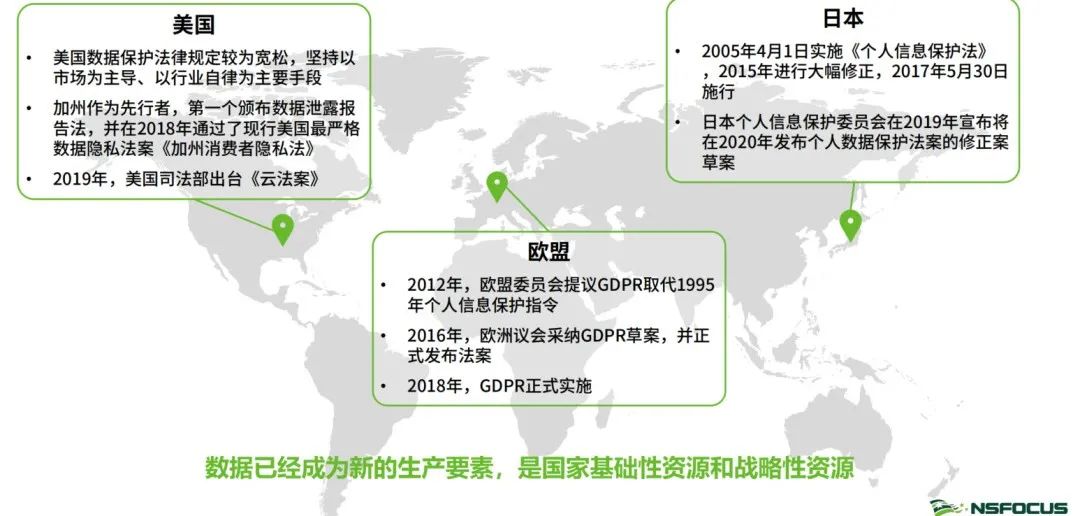 美国
• 美国数据保护法律规定较为宽松，坚持以
市场为主导、以行业自律为主要手段
• 加州作为先行者，第一个颁布数据泄露报
告法，并在2018年通过了现行美国最严格
数据隐私法案《加州消费者隐私法》
• 2019年，美国司法部出台《云法案》
日本
• 2005年4月1日实施《个人信息保护法》
，2015年进行大幅修正，2017年5月30日
施行
• 日本个人信息保护委员会在2019年宣布将
在2020年发布个人数据保护法案的修正案
草案
欧盟
• 2012年，欧盟委员会提议GDPR取代1995
年个人信息保护指令
• 2016年，欧洲议会采纳GDPR草案，并正
式发布法案
• 2018年，GDPR正式实施
数据已经成为新的生产要素，是国家基础性资源和战略性资源
NSFOCUS